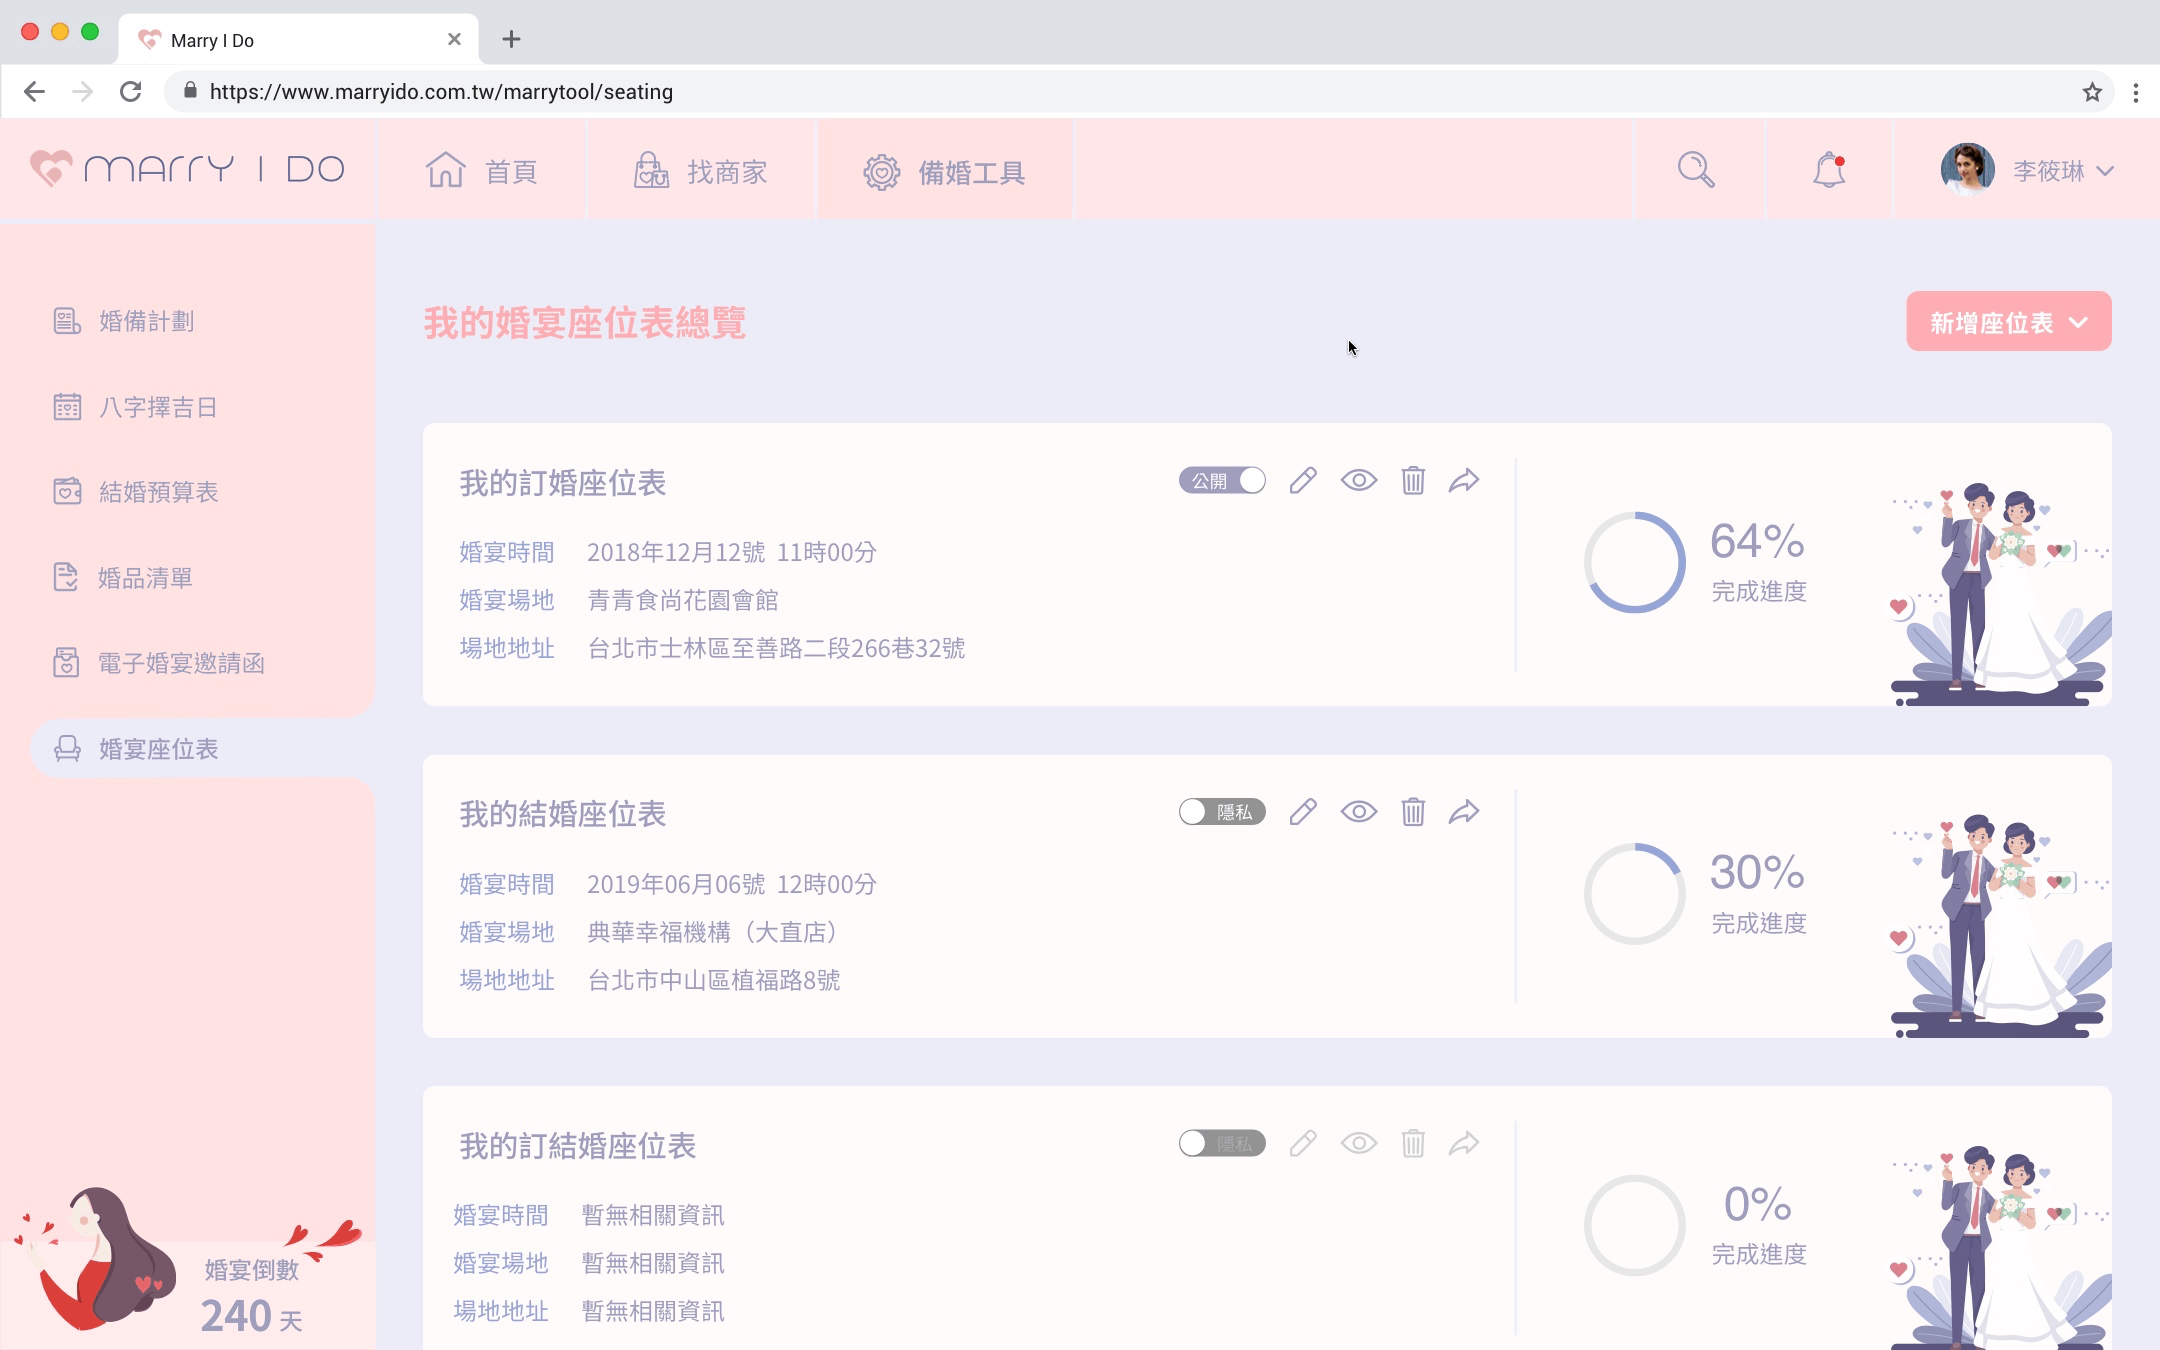 Marry I Do
https://www.marryido.com.tw/marrytool/seating
MARRY I DO
首頁
找商家
備婚工具
李筱琳
婚備計劃
八字擇吉日
結婚預算表
婚品清單
電子婚宴邀請函
婚宴座位表
婚宴倒數
240 天
我的婚宴座位表總覽
新增座位表
我的訂婚座位表
公開
婚宴時間 2018年12月12號 11時00分
婚宴場地 青青食尚花園會館
場地地址 台北市士林區至善路二段266巷32號
64%
完成進度
我的結婚座位表
隱私
婚宴時間 2019年06月06號 12時00分
婚宴場地 典華幸福機構（大直店）
場地地址 台北市中山區植福路8號
30%
完成進度
我的訂結婚座位表
隱私
婚宴時間 暫無相關資訊
婚宴場地 暫無相關資訊
場地地址 暫無相關資訊
0%
完成進度